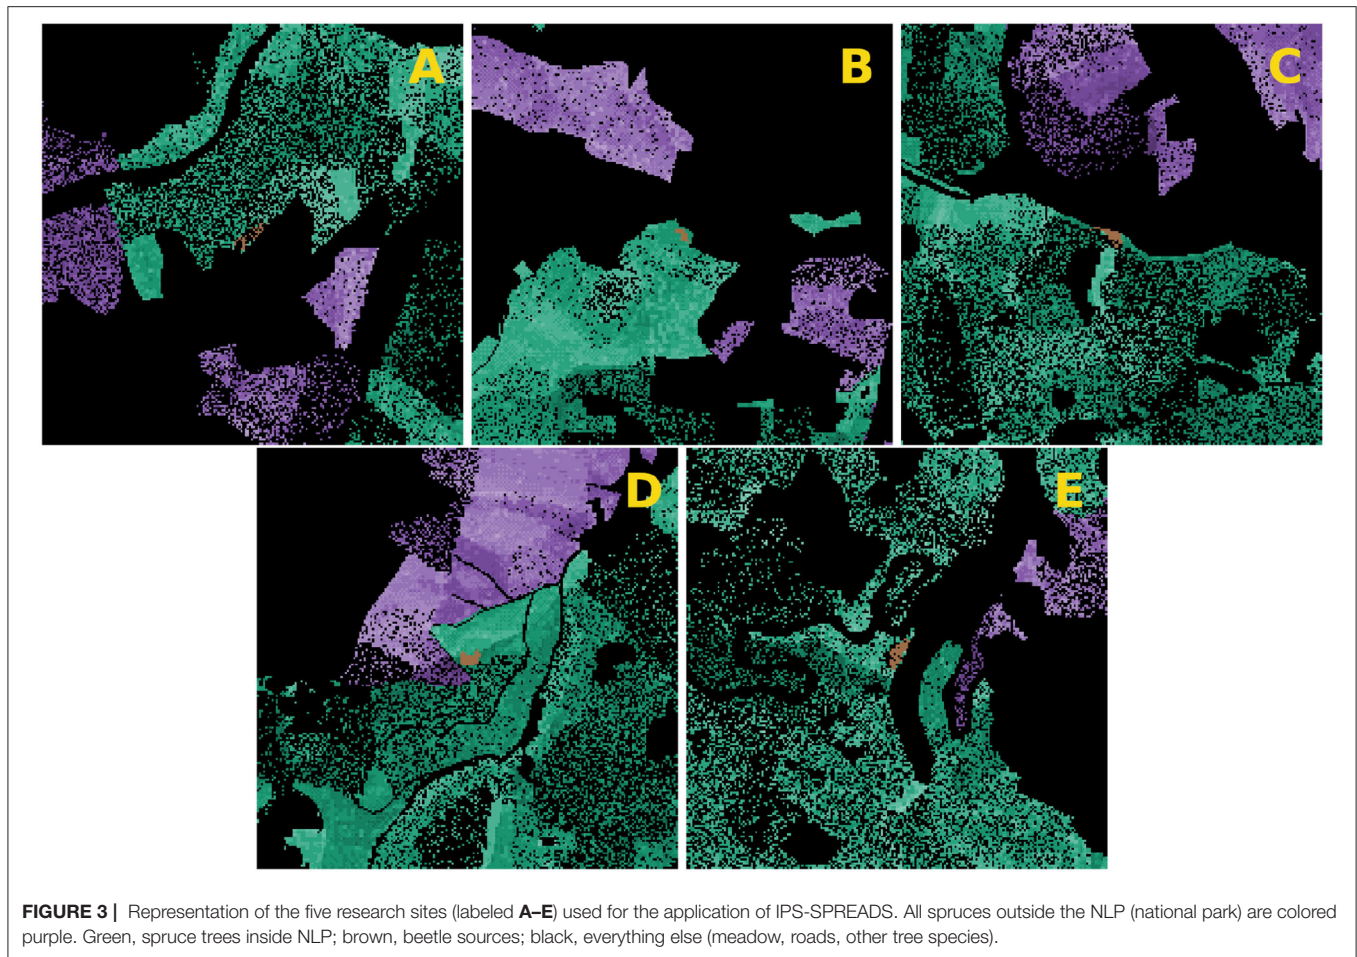 A
B
C
D
E
FIGURE 3 | Representation of the five research sites (labeled A–E) used for the application of IPS-SPREADS. All spruces outside the NLP (national park) are colored
purple. Green, spruce trees inside NLP; brown, beetle sources; black, everything else (meadow, roads, other tree species).